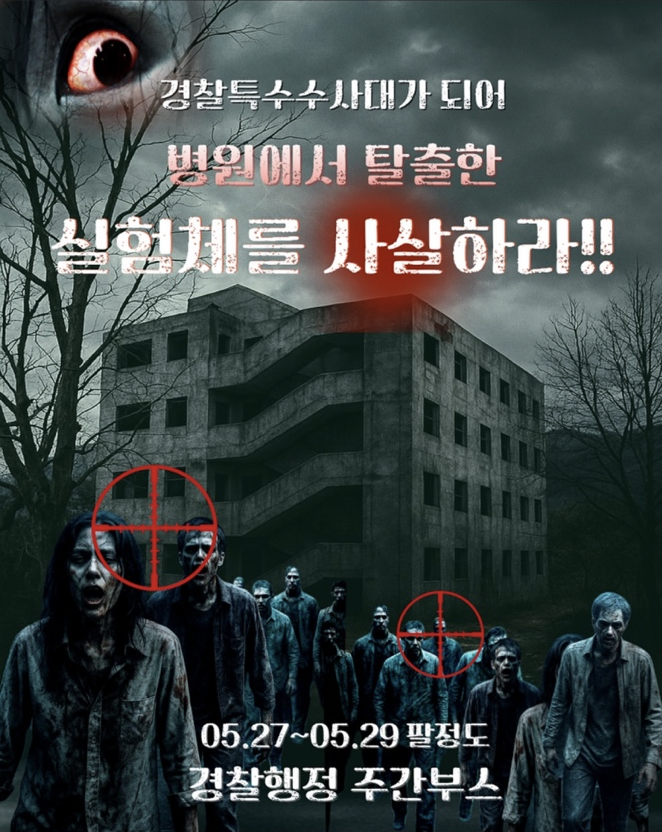 경찰특수수사대가 되어
병원에서 탈출한
실험체를 사살하라!!
05.27~05.29 팔정도
경찰행정 주간부스